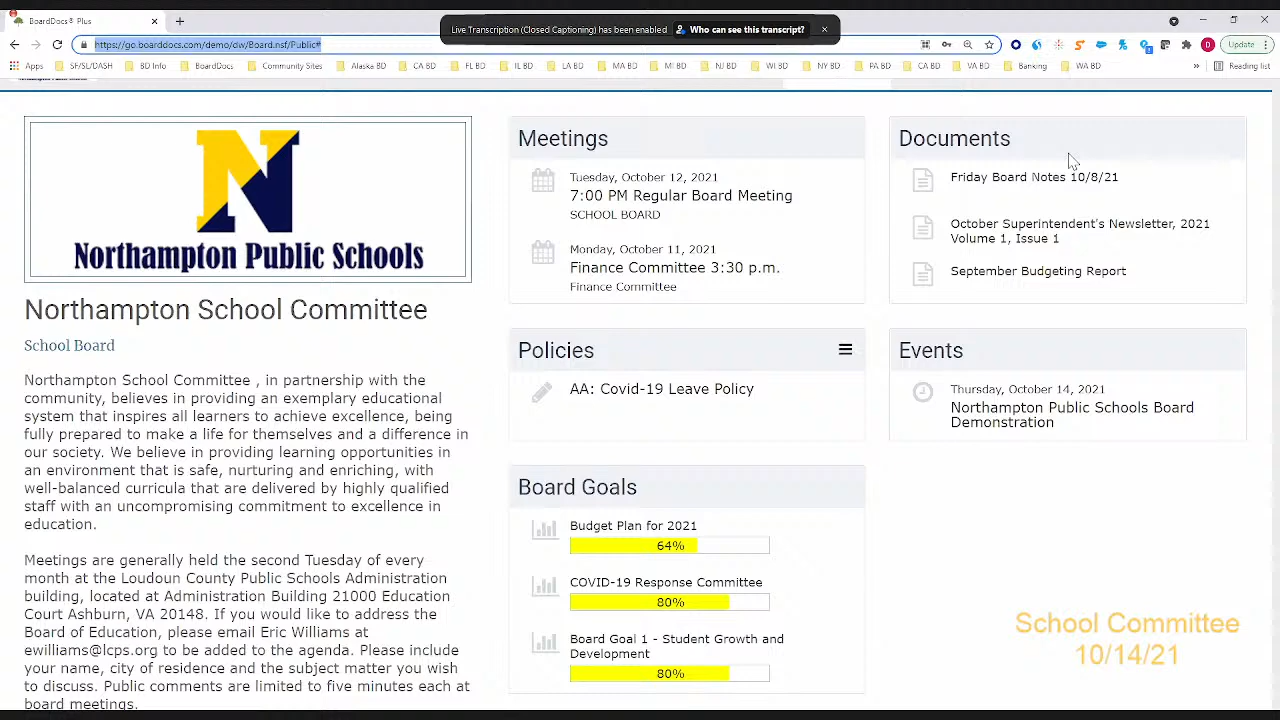 BoardDocs® Plus
Live Transcription (Closed Captioning) has been enabled
Who can see this transcript?
https://go.boarddocs.com/demo/dw/Board.nsf/Public#
Update
Apps
SF/SL/DASH
BD Info
BoardDocs
Community Sites
Alaska BD
CA BD
FL BD
IL BD
LA BD
MA BD
MI BD
NJ BD
WI BD
NY BD
PA BD
CA BD
VA BD
Banking
WA BD
»
Reading list
N
Northampton Public Schools
Northampton School Committee
School Board
Northampton School Committee , in partnership with the
community, believes in providing an exemplary educational
system that inspires all learners to achieve excellence, being
fully prepared to make a life for themselves and a difference in
our society. We believe in providing learning opportunities in
an environment that is safe, nurturing and enriching, with
well-balanced curricula that are delivered by highly qualified
staff with an uncompromising commitment to excellence in
education.
Meetings are generally held the second Tuesday of every
month at the Loudoun County Public Schools Administration
building, located at Administration Building 21000 Education
Court Ashburn, VA 20148. If you would like to address the
Board of Education, please email Eric Williams at
ewilliams@lcps.org to be added to the agenda. Please include
your name, city of residence and the subject matter you wish
to discuss. Public comments are limited to five minutes each at
board meetings.
Meetings
Tuesday, October 12, 2021
7:00 PM Regular Board Meeting
SCHOOL BOARD
Monday, October 11, 2021
Finance Committee 3:30 p.m.
Finance Committee
Policies
AA: Covid-19 Leave Policy
Board Goals
Budget Plan for 2021
64%
COVID-19 Response Committee
80%
Board Goal 1 - Student Growth and
Development
80%
Documents
Friday Board Notes 10/8/21
October Superintendent's Newsletter, 2021
Volume 1, Issue 1
September Budgeting Report
Events
Thursday, October 14, 2021
Northampton Public Schools Board
Demonstration
School Committee
10/14/21